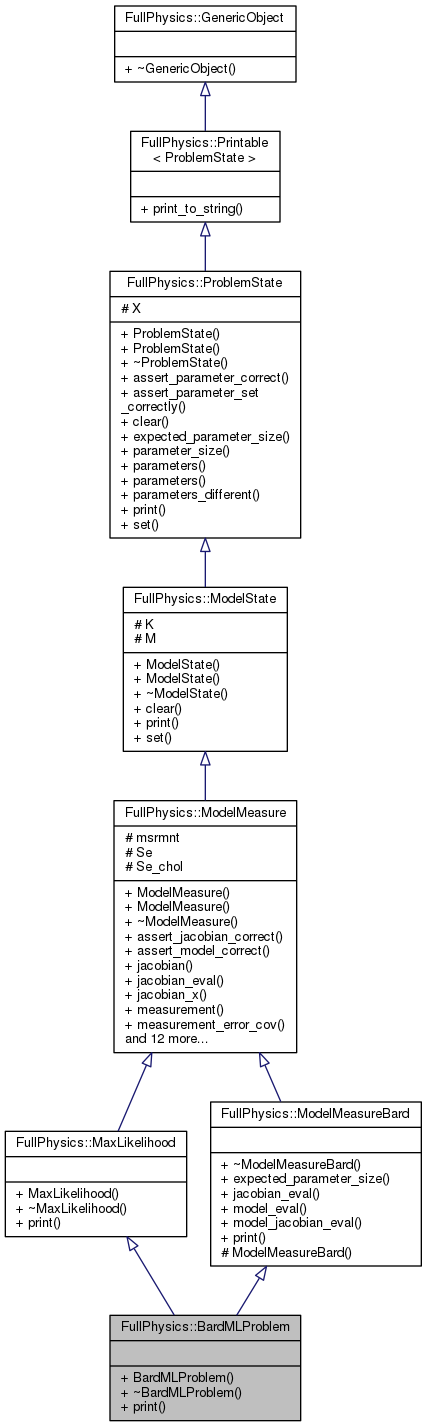 FullPhysics::GenericObject
+ ~GenericObject()
FullPhysics::Printable
< ProblemState >
+ print_to_string()
FullPhysics::ProblemState
# X
+ ProblemState()
+ ProblemState()
+ ~ProblemState()
+ assert_parameter_correct()
+ assert_parameter_set
_correctly()
+ clear()
+ expected_parameter_size()
+ parameter_size()
+ parameters()
+ parameters()
+ parameters_different()
+ print()
+ set()
FullPhysics::ModelState
# K
# M
+ ModelState()
+ ModelState()
+ ~ModelState()
+ clear()
+ print()
+ set()
FullPhysics::ModelMeasure
# msrmnt
# Se
# Se_chol
+ ModelMeasure()
+ ModelMeasure()
+ ~ModelMeasure()
+ assert_jacobian_correct()
+ assert_model_correct()
+ jacobian()
+ jacobian_eval()
+ jacobian_x()
+ measurement()
+ measurement_error_cov()
and 12 more...
FullPhysics::MaxLikelihood
+ MaxLikelihood()
+ ~MaxLikelihood()
+ print()
FullPhysics::ModelMeasureBard
+ ~ModelMeasureBard()
+ expected_parameter_size()
+ jacobian_eval()
+ model_eval()
+ model_jacobian_eval()
+ print()
# ModelMeasureBard()
FullPhysics::BardMLProblem
+ BardMLProblem()
+ ~BardMLProblem()
+ print()